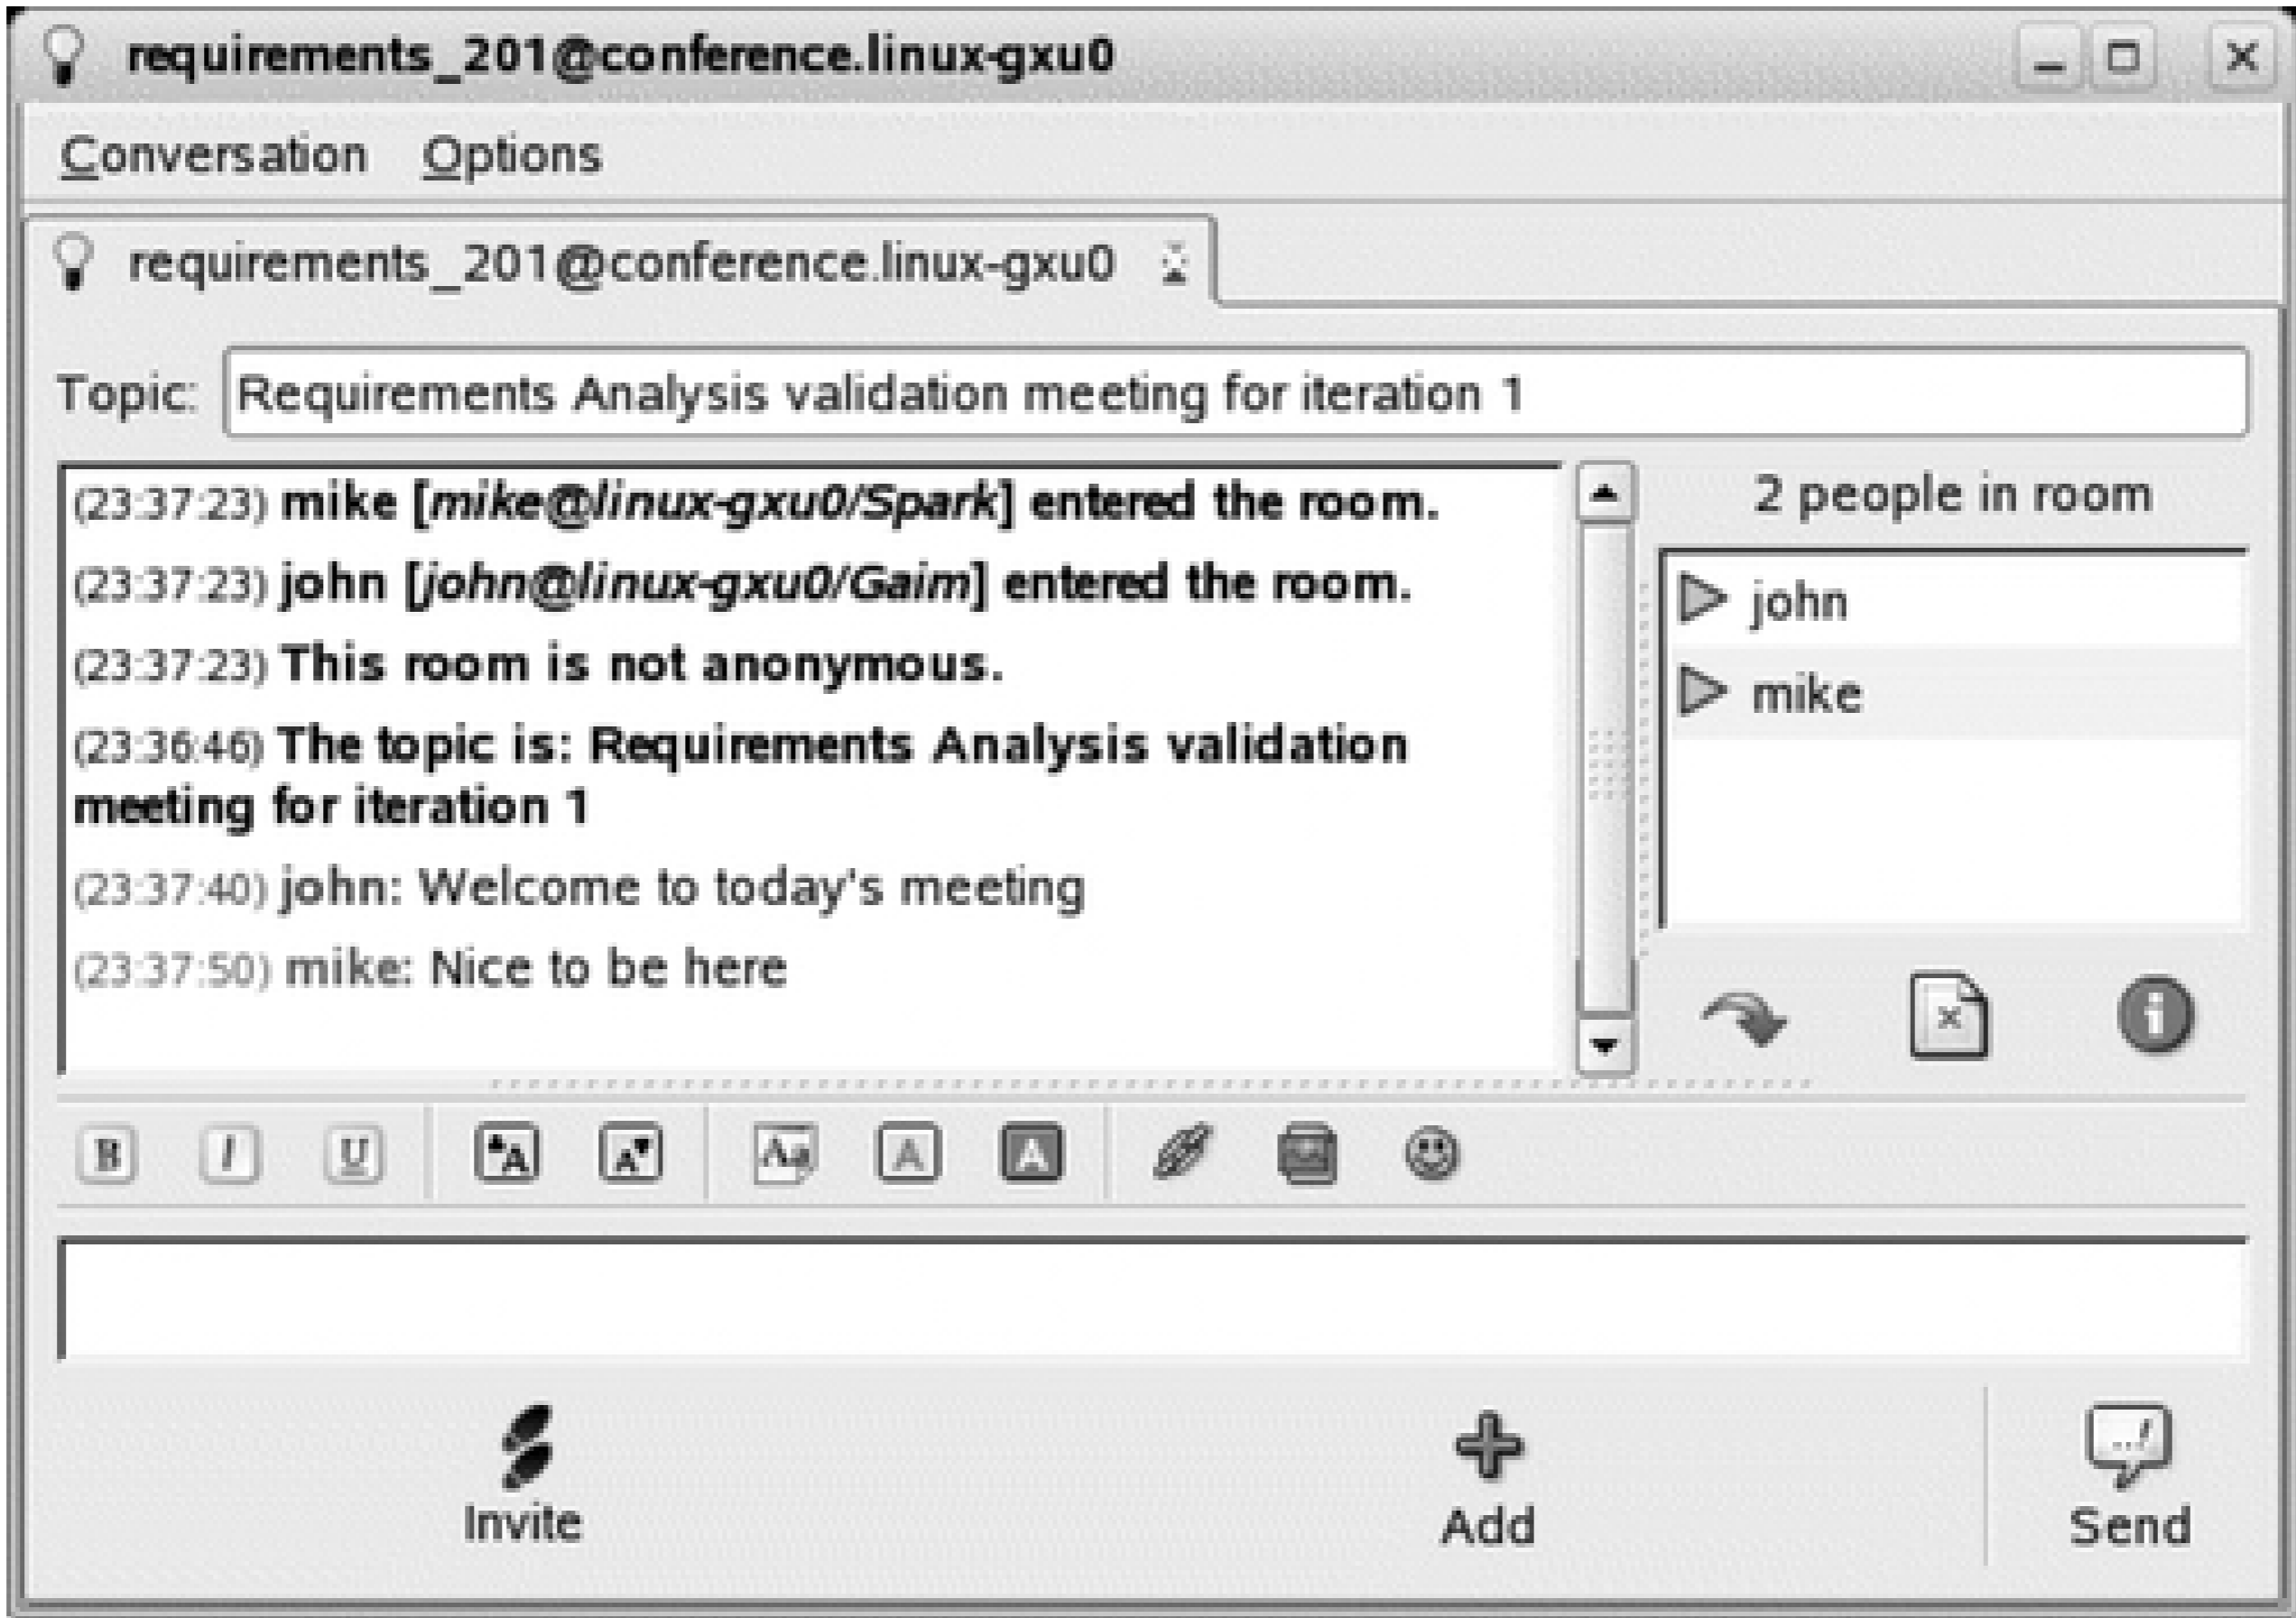 requirements_201@conference.linux-gxu0
Conversation Options
requirements_201@conference.linux-gxu0
Topic: Requirements Analysis validation meeting for iteration 1
(23:37:23) mike [mike@linux-gxu0/Spark] entered the room.
(23:37:23) john [john@linux-gxu0/Gaim] entered the room.
(23:37:23) This room is not anonymous.
(23:36:46) The topic is: Requirements Analysis validation
meeting for iteration 1
(23:37:40) john: Welcome to today's meeting
(23:37:50) mike: Nice to be here
2 people in room
john
mike
B I U A A Aa A A
Invite Add Send